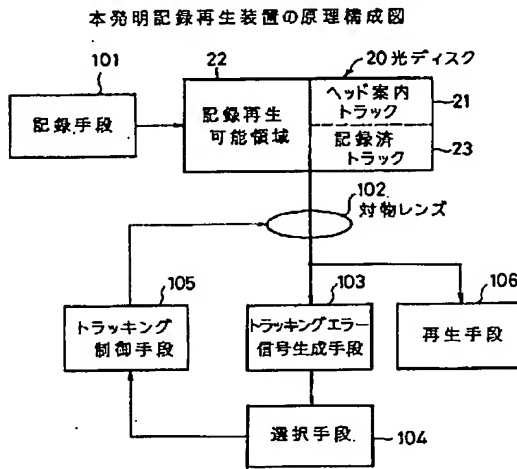 本発明記録再生装置の原理構成図
101
22
20光ディスク
記録手段
記録再生
可能領域
ヘッド案内
トラック
21
記録済
トラック
23
102
対物レンズ
105
103
106
トラッキング
制御手段
トラッキングエラー
信号生成手段
再生手段
選択手段
104